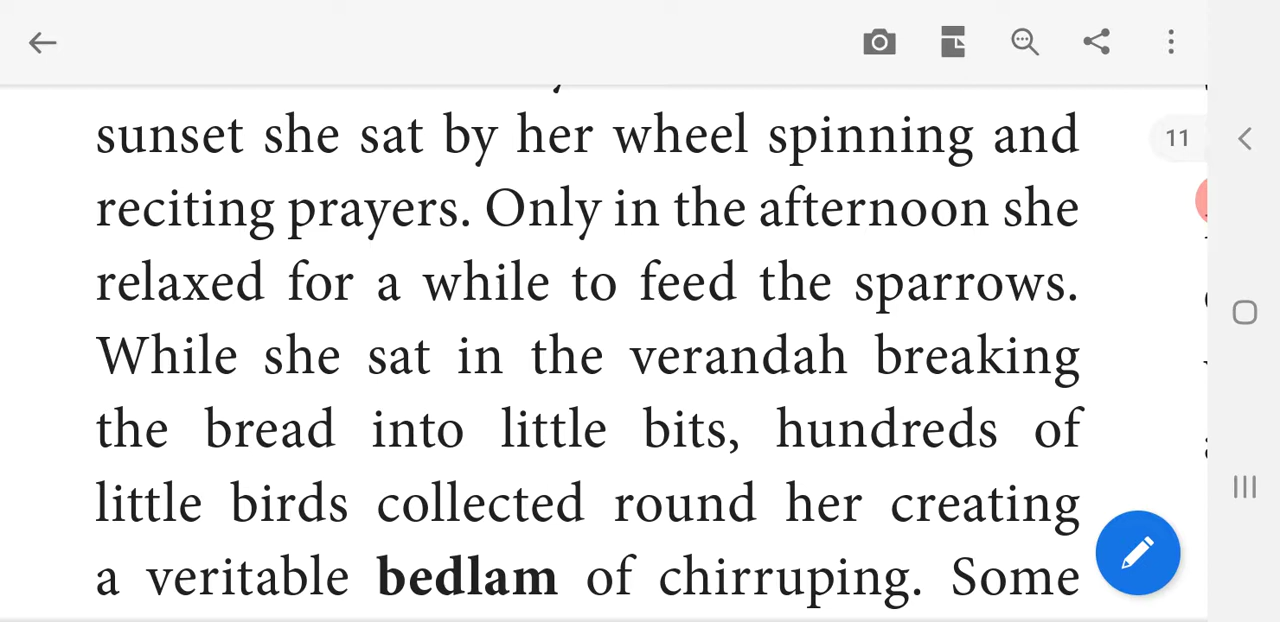 11
sunset she sat by her wheel spinning and
reciting prayers. Only in the afternoon she
relaxed for a while to feed the sparrows.
While she sat in the verandah breaking
the bread into little bits, hundreds of
little birds collected round her creating
a veritable bedlam of chirruping. Some